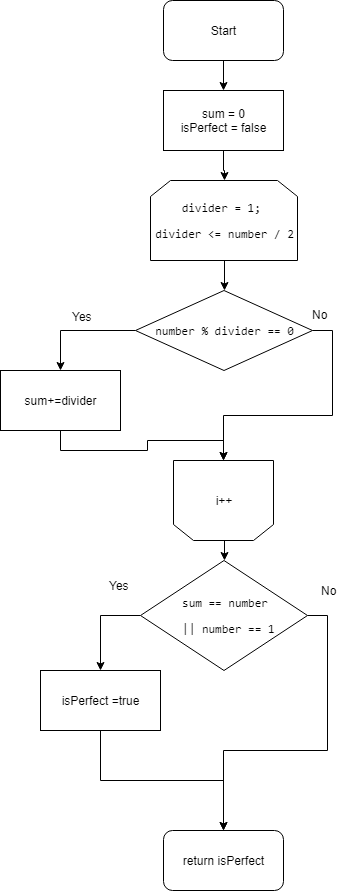 Start
sum = 0
isPerfect = false
divider = 1;
divider <= number / 2
Yes
No
number % divider == 0
sum+=divider
i++
Yes
No
sum == number
|| number == 1
isPerfect =true
return isPerfect